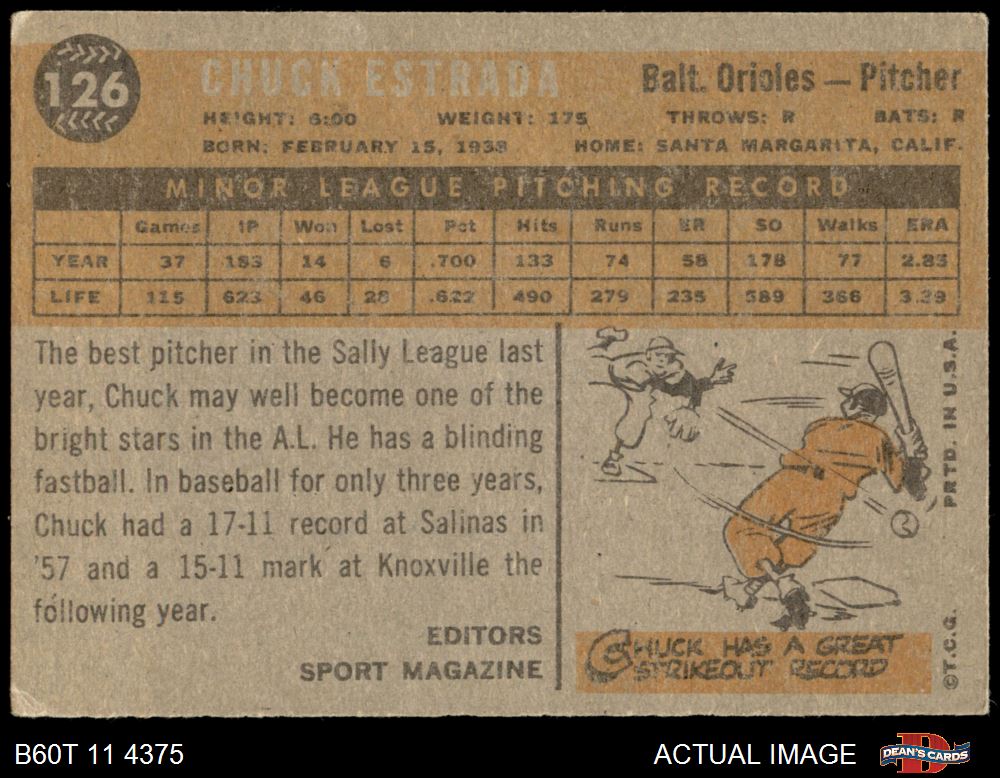 126
CHUCK ESTRADA
Balt. Orioles — Pitcher
HEIGHT: 6:00 WEIGHT: 175 THROWS: R BATS: R
BORN: FEBRUARY 15, 1938 HOME: SANTA MARGARITA, CALIF.
MINOR LEAGUE PITCHING RECORD
Games IP Won Lost Pct Hits Runs ER SO Walks ERA
YEAR 37 183 14 6 .700 133 74 58 178 77 2.85
LIFE 115 623 46 28 .622 490 279 235 589 366 3.39
The best pitcher in the Sally League last
year, Chuck may well become one of the
bright stars in the A.L. He has a blinding
fastball. In baseball for only three years,
Chuck had a 17-11 record at Salinas in
'57 and a 15-11 mark at Knoxville the
following year.
EDITORS
SPORT MAGAZINE
CHUCK HAS A GREAT
STRIKEOUT RECORD
©T.C.G. PRTD. IN U.S.A.
B60T 11 4375
ACTUAL IMAGE
DEAN'S CARDS